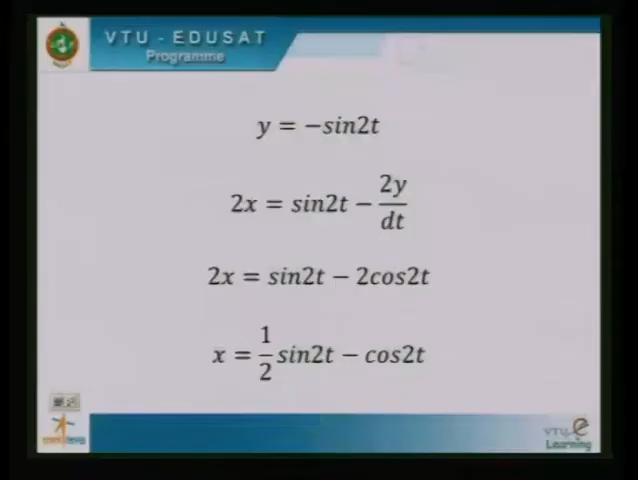 VTU - EDUSAT
Programme
y = −sin2t
2x = sin2t − 2y/dt
2x = sin2t − 2cos2t
x = 1/2 sin2t − cos2t
VTU e
Learning